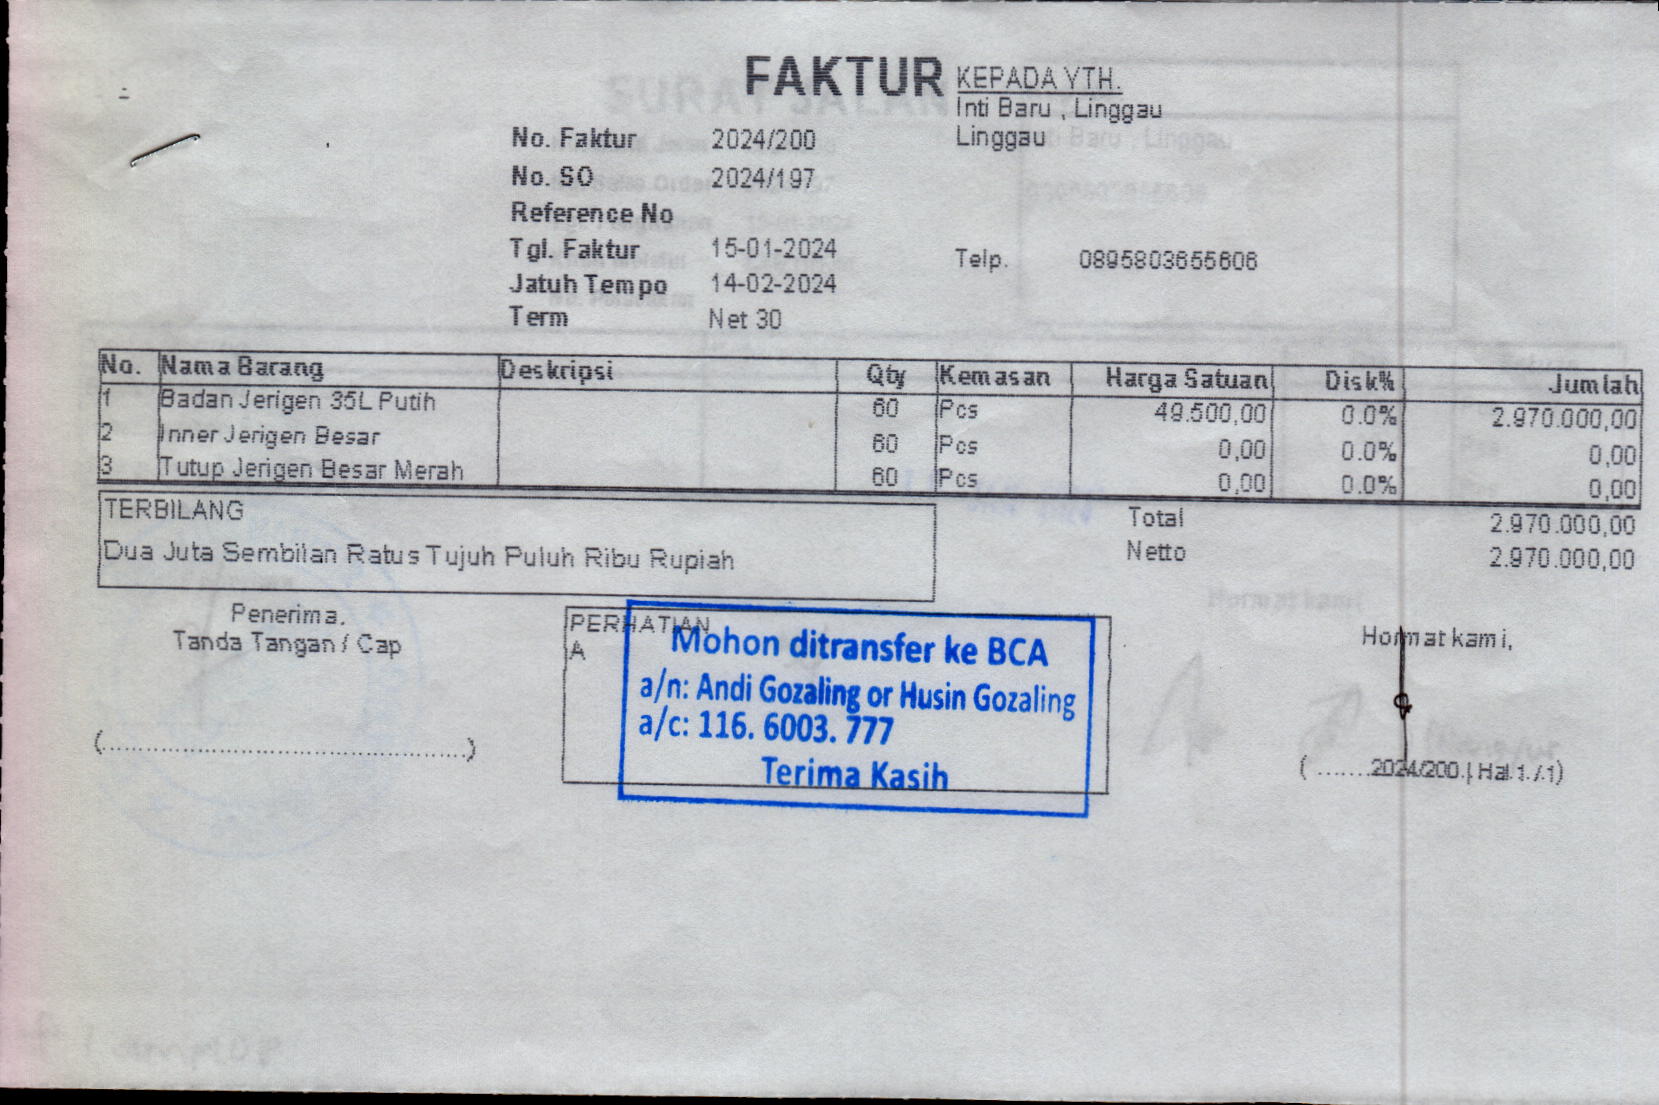 FAKTUR
KEPADA YTH.
Inti Baru , Linggau
Linggau
No. Faktur 2024/200
No. SO 2024/197
Reference No
Tgl. Faktur 15-01-2024
Telp. 0895803655606
Jatuh Tempo 14-02-2024
Term Net 30
No. Nama Barang Deskripsi Qty Kemasan Harga Satuan Disk% Jumlah
1 Badan Jerigen 35L Putih 60 Pcs 49.500,00 0.0% 2.970.000,00
2 Inner Jerigen Besar 60 Pcs 0,00 0.0% 0,00
3 Tutup Jerigen Besar Merah 60 Pcs 0,00 0.0% 0,00
TERBILANG
Dua Juta Sembilan Ratus Tujuh Puluh Ribu Rupiah
Total 2.970.000,00
Netto 2.970.000,00
Penerima.
Tanda Tangan / Cap
(................................................)
PERHATIAN
A
Mohon ditransfer ke BCA
a/n: Andi Gozaling or Husin Gozaling
a/c: 116. 6003. 777
Terima Kasih
Hormat kami,
( .......2024/200.| Hal.1./.1)